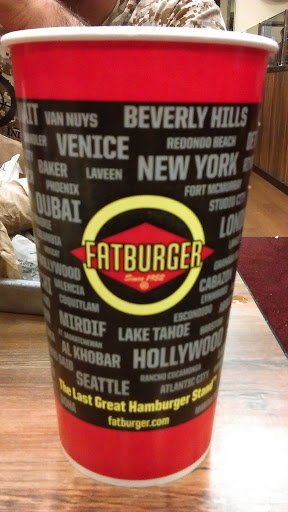 VAN NUYS BEVERLY HILLS
REDONDO BEACH
VENICE
BAKER LAVEEN NEW YORK
PHOENIX FORT MCMURRAY
DUBAI STUDIO CITY
FATBURGER
Since 1952
VALENCIA CABAZON
COQUITLAM
ESCONDIDO
MIRDIF LAKE TAHOE
AL KHOBAR HOLLYWOOD
RANCHO CUCAMONGA
SEATTLE ATLANTIC CITY
The Last Great Hamburger Stand
fatburger.com